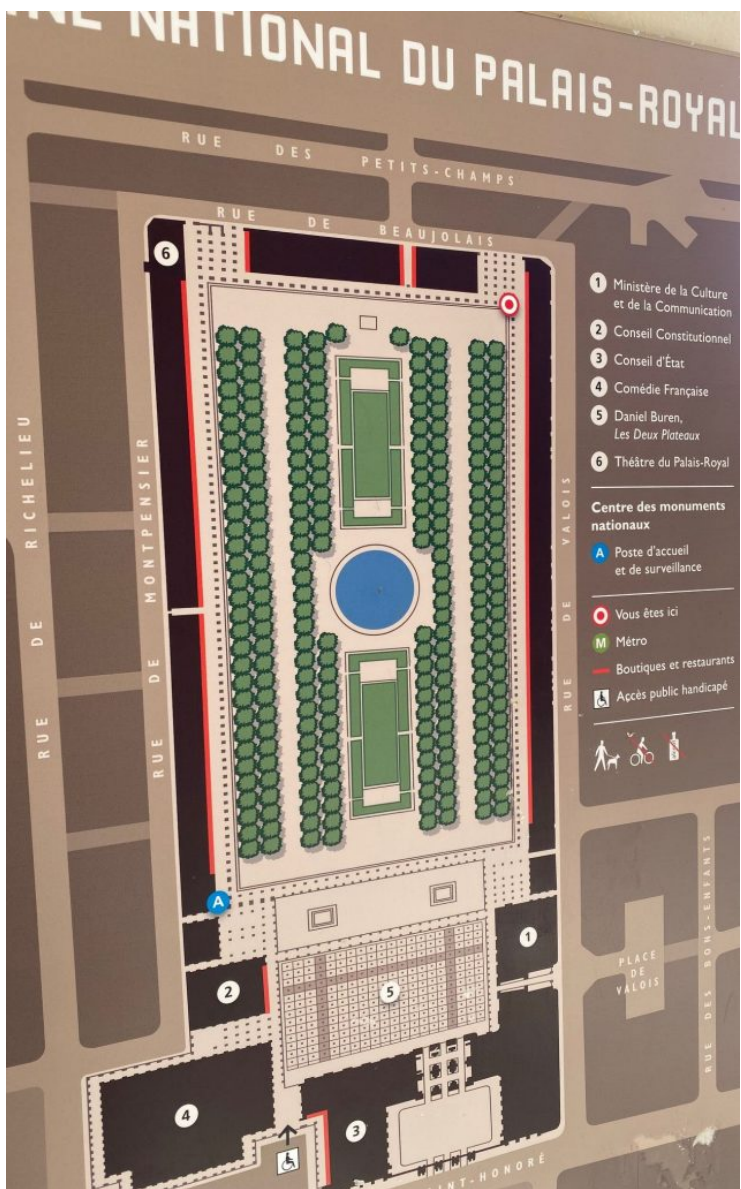 NATIONAL DU PALAIS-ROYAL
RUE DES PETITS-CHAMPS
RUE DE BEAUJOLAIS
6
1 Ministère de la Culture
et de la Communication
2 Conseil Constitutionnel
3 Conseil d'État
4 Comédie Française
5 Daniel Buren,
Les Deux Plateaux
6 Théâtre du Palais-Royal
Centre des monuments
nationaux
A Poste d'accueil
et de surveillance
Vous êtes ici
M Métro
Boutiques et restaurants
Accès public handicapé
RUE DE RICHELIEU
RUE DE MONTPENSIER
RUE DE VALOIS
A
1
2
5
PLACE
DE
VALOIS
RUE DES BONS-ENFANTS
4
3